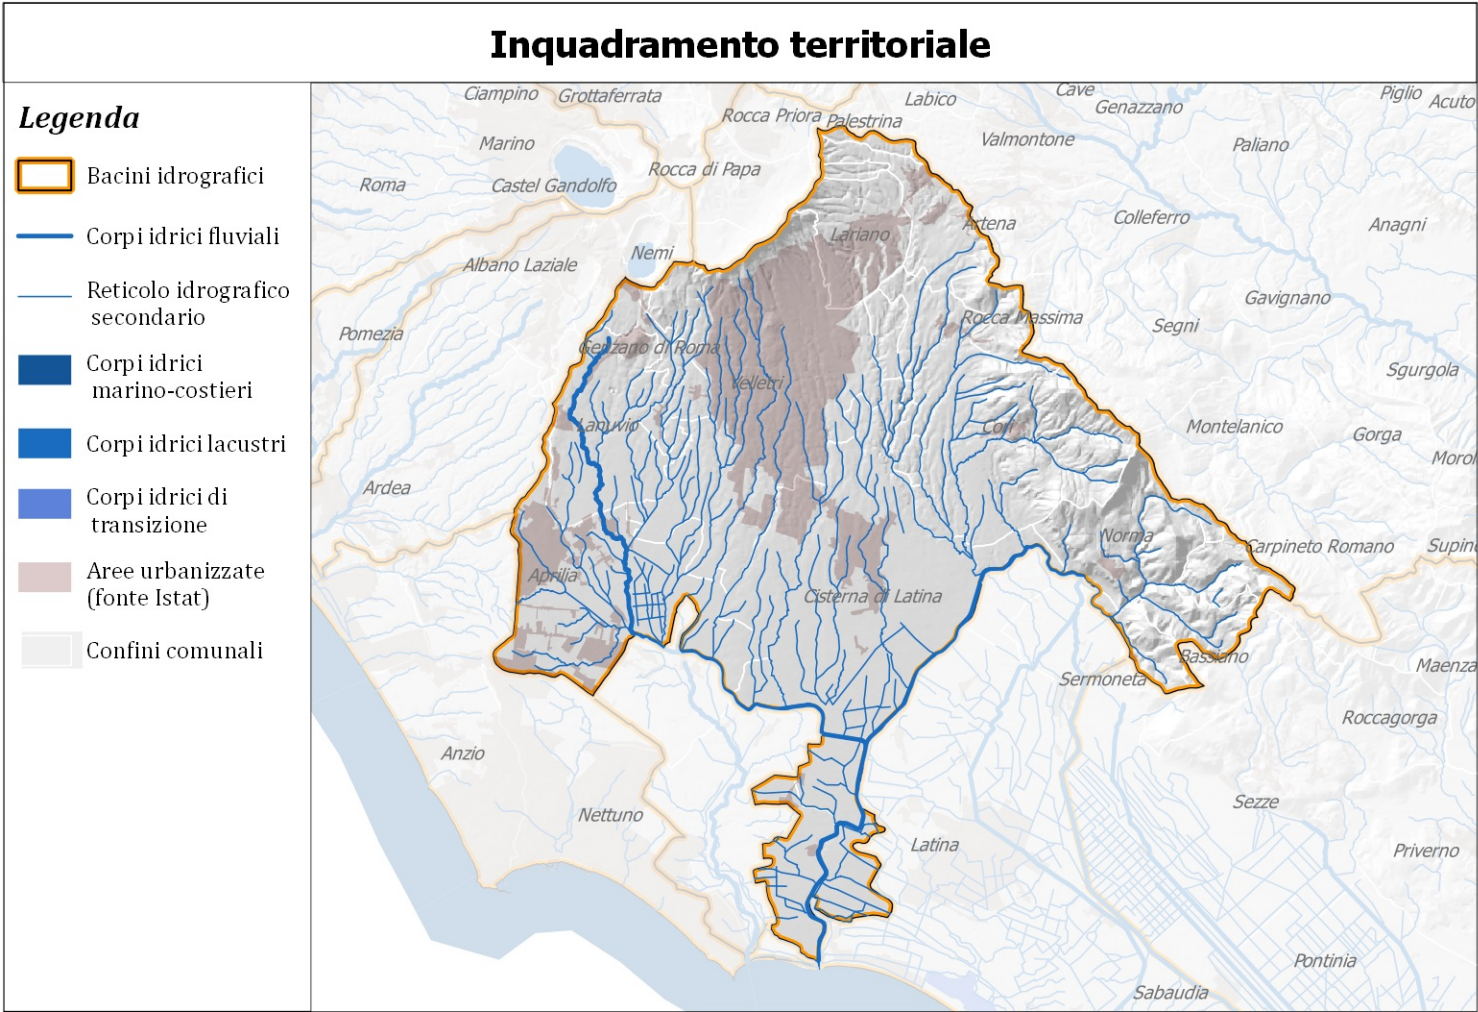 Inquadramento territoriale
Legenda
Bacini idrografici
Corpi idrici fluviali
Reticolo idrografico
secondario
Corpi idrici
marino-costieri
Corpi idrici lacustri
Corpi idrici di
transizione
Aree urbanizzate
(fonte Istat)
Confini comunali
Ciampino
Grottaferrata
Rocca Priora
Palestrina
Labico
Cave
Genazzano
Piglio
Acuto
Marino
Valmontone
Paliano
Roma
Castel Gandolfo
Rocca di Papa
Colleferro
Anagni
Artena
Lariano
Nemi
Albano Laziale
Gavignano
Pomezia
Genzano di Roma
Rocca Massima
Segni
Sgurgola
Velletri
Lanuvio
Cori
Montelanico
Gorga
Morol
Ardea
Norma
Carpineto Romano
Supin
Aprilia
Cisterna di Latina
Bassiano
Sermoneta
Maenza
Roccagorga
Anzio
Nettuno
Sezze
Latina
Priverno
Pontinia
Sabaudia